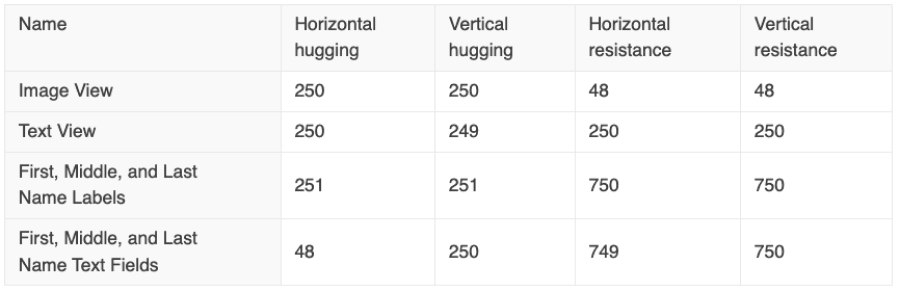 Name Horizontal hugging Vertical hugging Horizontal resistance Vertical resistance
Image View 250 250 48 48
Text View 250 249 250 250
First, Middle, and Last Name Labels 251 251 750 750
First, Middle, and Last Name Text Fields 48 250 749 750